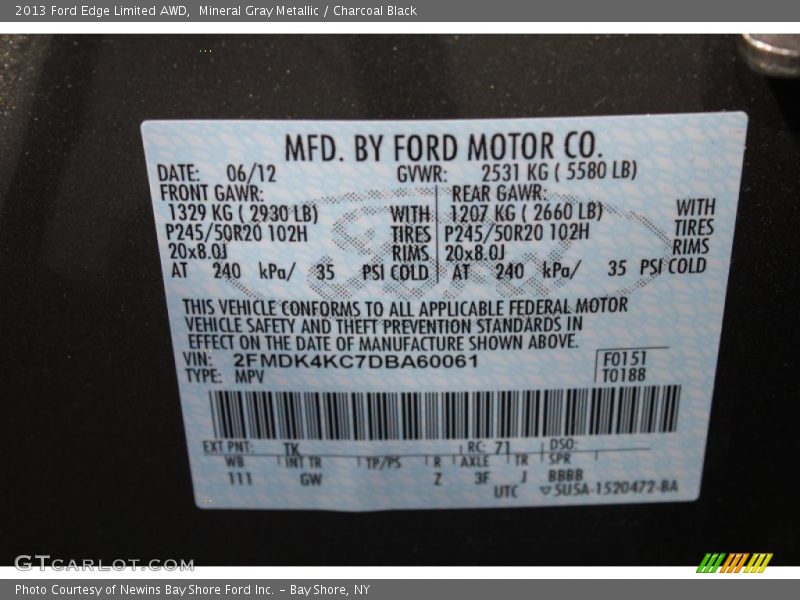 2013 Ford Edge Limited AWD,  Mineral Gray Metallic / Charcoal Black
MFD. BY FORD MOTOR CO.
DATE: 06/12 GVWR: 2531 KG ( 5580 LB)
FRONT GAWR: REAR GAWR:
1329 KG ( 2930 LB) WITH 1207 KG ( 2660 LB) WITH
P245/50R20 102H TIRES P245/50R20 102H TIRES
20x8.0J RIMS 20x8.0J RIMS
AT 240 kPa/ 35 PSI COLD AT 240 kPa/ 35 PSI COLD
THIS VEHICLE CONFORMS TO ALL APPLICABLE FEDERAL MOTOR
VEHICLE SAFETY AND THEFT PREVENTION STANDARDS IN
EFFECT ON THE DATE OF MANUFACTURE SHOWN ABOVE.
VIN: 2FMDK4KC7DBA60061 F0151
TYPE: MPV T0188
EXT PNT: TK RC: 71 DSO:
WB INT TR TP/PS R AXLE TR SPR
111 GW Z 3F J BBBB
UTC 5U5A-1520472-BA
GTCARLOT.COM
Photo Courtesy of Newins Bay Shore Ford Inc. - Bay Shore, NY